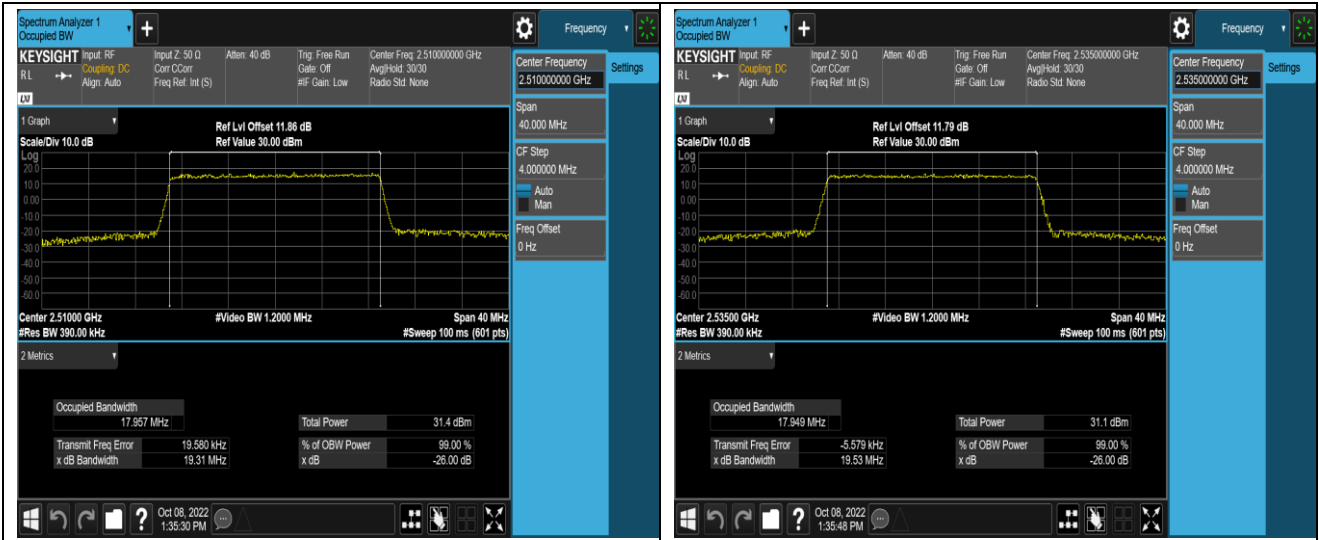 Spectrum Analyzer 1
Occupied BW
Frequency
KEYSIGHT Input: RF Input Z: 50 Ω Atten: 40 dB Trig: Free Run Center Freq: 2.510000000 GHz
RL Coupling: DC Corr CCorr Gate: Off Avg|Hold: 30/30
Align: Auto Freq Ref: Int (S) #IF Gain: Low Radio Std: None
LXI
Center Frequency
2.510000000 GHz
Settings
Span
40.000 MHz
CF Step
4.000000 MHz
Auto
Man
Freq Offset
0 Hz
1 Graph
Ref Lvl Offset 11.86 dB
Scale/Div 10.0 dB Ref Value 30.00 dBm
Log
20.0
10.0
0.00
-10.0
-20.0
-30.0
-40.0
-50.0
-60.0
Center 2.51000 GHz #Video BW 1.2000 MHz Span 40 MHz
#Res BW 390.00 kHz #Sweep 100 ms (601 pts)
2 Metrics
Occupied Bandwidth
17.957 MHz Total Power 31.4 dBm
Transmit Freq Error 19.580 kHz % of OBW Power 99.00 %
x dB Bandwidth 19.31 MHz x dB -26.00 dB
? Oct 08, 2022
1:35:30 PM
Spectrum Analyzer 1
Occupied BW
Frequency
KEYSIGHT Input: RF Input Z: 50 Ω Atten: 40 dB Trig: Free Run Center Freq: 2.535000000 GHz
RL Coupling: DC Corr CCorr Gate: Off Avg|Hold: 30/30
Align: Auto Freq Ref: Int (S) #IF Gain: Low Radio Std: None
LXI
Center Frequency
2.535000000 GHz
Settings
Span
40.000 MHz
CF Step
4.000000 MHz
Auto
Man
Freq Offset
0 Hz
1 Graph
Ref Lvl Offset 11.79 dB
Scale/Div 10.0 dB Ref Value 30.00 dBm
Log
20.0
10.0
0.00
-10.0
-20.0
-30.0
-40.0
-50.0
-60.0
Center 2.53500 GHz #Video BW 1.2000 MHz Span 40 MHz
#Res BW 390.00 kHz #Sweep 100 ms (601 pts)
2 Metrics
Occupied Bandwidth
17.949 MHz Total Power 31.1 dBm
Transmit Freq Error -5.579 kHz % of OBW Power 99.00 %
x dB Bandwidth 19.53 MHz x dB -26.00 dB
? Oct 08, 2022
1:35:48 PM